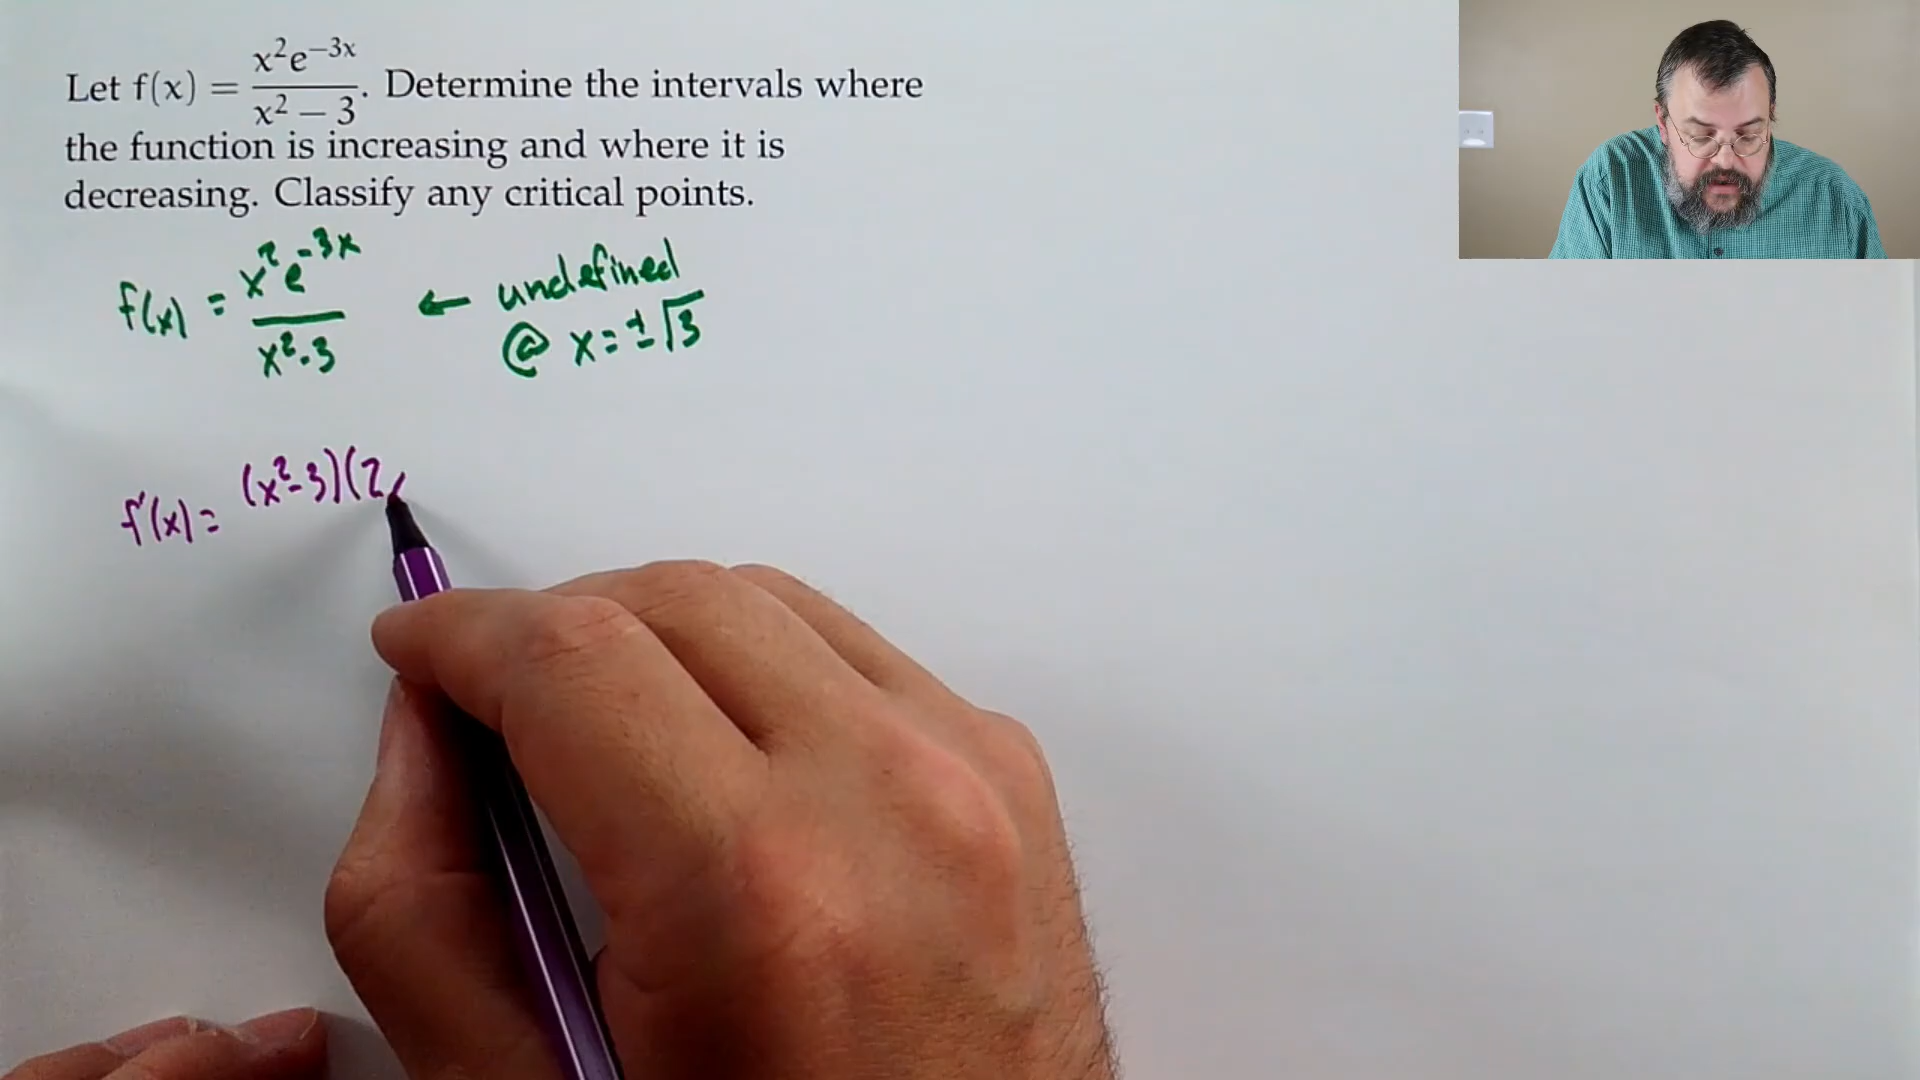 Let f(x) = x²e⁻³ˣ / x² − 3. Determine the intervals where
the function is increasing and where it is
decreasing. Classify any critical points.
f(x) = x²e⁻³ˣ / x²-3 ← undefined
@ x=±√3
f'(x) = (x²-3)(2